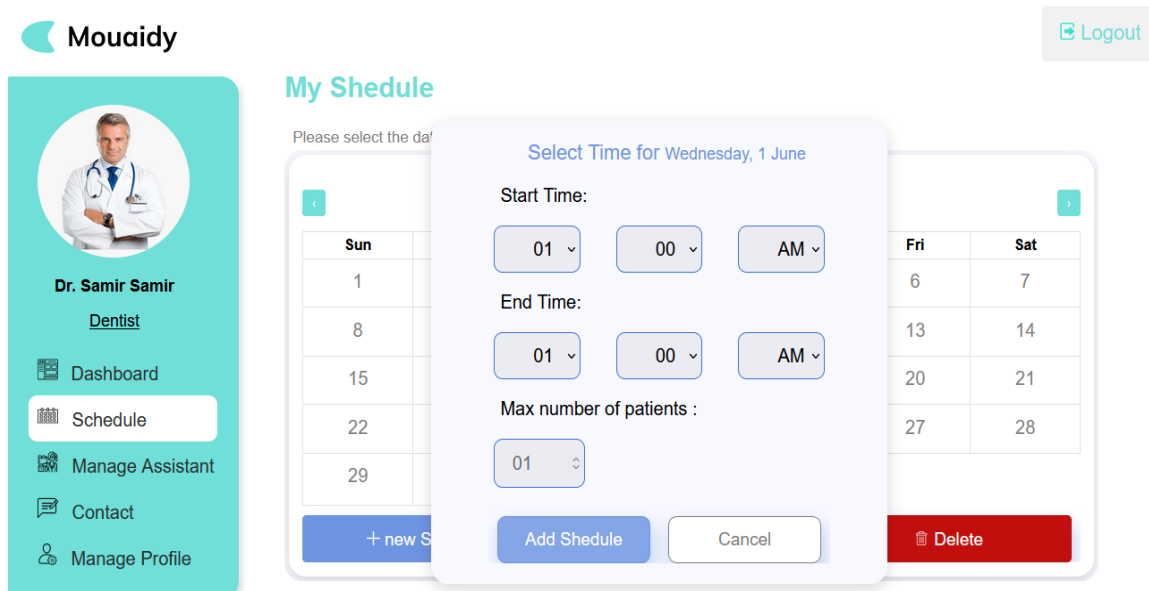 Mouaidy
Logout
My Shedule
Please select the dat
Dr. Samir Samir
Dentist
Dashboard
Schedule
Manage Assistant
Contact
Manage Profile
Select Time for Wednesday, 1 June
Start Time:
01 00 AM
End Time:
01 00 AM
Max number of patients :
01
Add Shedule Cancel
Sun Fri Sat
1 6 7
8 13 14
15 20 21
22 27 28
29
+ new S
Delete